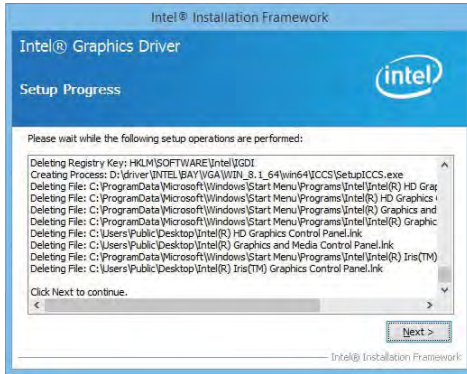 Intel® Installation Framework
Intel® Graphics Driver
intel
Setup Progress
Please wait while the following setup operations are performed:
Deleting Registry Key: HKLM\SOFTWARE\Intel\IGDI
Creating Process: D:\driver\INTEL\BAY\VGA\WIN_8.1_64\win64\ICCS\SetupICCS.exe
Deleting File: C:\ProgramData\Microsoft\Windows\Start Menu\Programs\Intel\Intel(R) HD Grap
Deleting File: C:\ProgramData\Microsoft\Windows\Start Menu\Programs\Intel\Intel(R) HD Graphics
Deleting File: C:\ProgramData\Microsoft\Windows\Start Menu\Programs\Intel\Intel(R) Graphics and
Deleting File: C:\ProgramData\Microsoft\Windows\Start Menu\Programs\Intel\Intel(R) Graphic
Deleting File: C:\Users\Public\Desktop\Intel(R) HD Graphics Control Panel.lnk
Deleting File: C:\Users\Public\Desktop\Intel(R) Graphics and Media Control Panel.lnk
Deleting File: C:\ProgramData\Microsoft\Windows\Start Menu\Programs\Intel\Intel(R) Iris(TM)
Deleting File: C:\Users\Public\Desktop\Intel(R) Iris(TM) Graphics Control Panel.lnk
Click Next to continue.
Next >
Intel® Installation Framework